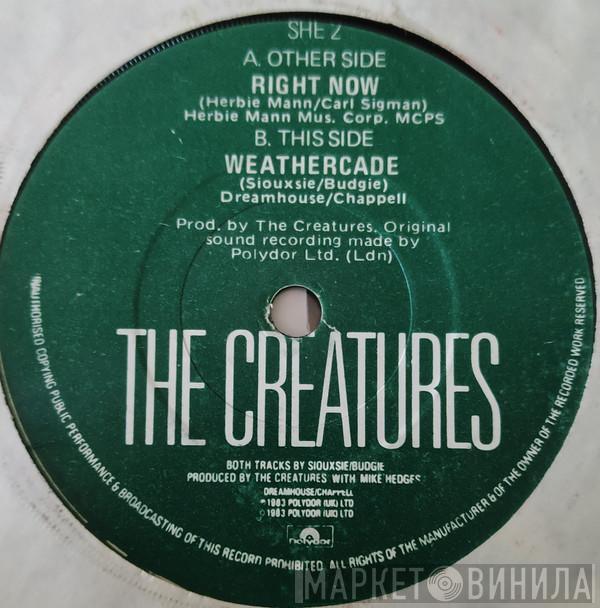 SHE 2
A. OTHER SIDE
RIGHT NOW
(Herbie Mann/Carl Sigman)
Herbie Mann Mus. Corp. MCPS
B. THIS SIDE
WEATHERCADE
(Siouxsie/Budgie)
Dreamhouse/Chappell
Prod. by The Creatures. Original
sound recording made by
Polydor Ltd. (Ldn)
THE CREATURES
BOTH TRACKS BY SIOUXSIE/BUDGIE
PRODUCED BY THE CREATURES WITH MIKE HEDGES
DREAMHOUSE/CHAPPELL
℗1983 POLYDOR (UK) LTD
©1983 POLYDOR (UK) LTD
polydor
UNAUTHORISED COPYING PUBLIC PERFORMANCE & BROADCASTING OF THIS RECORD PROHIBITED. ALL RIGHTS OF THE MANUFACTURER & OF THE OWNER OF THE RECORDED WORK RESERVED
МАРКЕТ ВИНИЛА